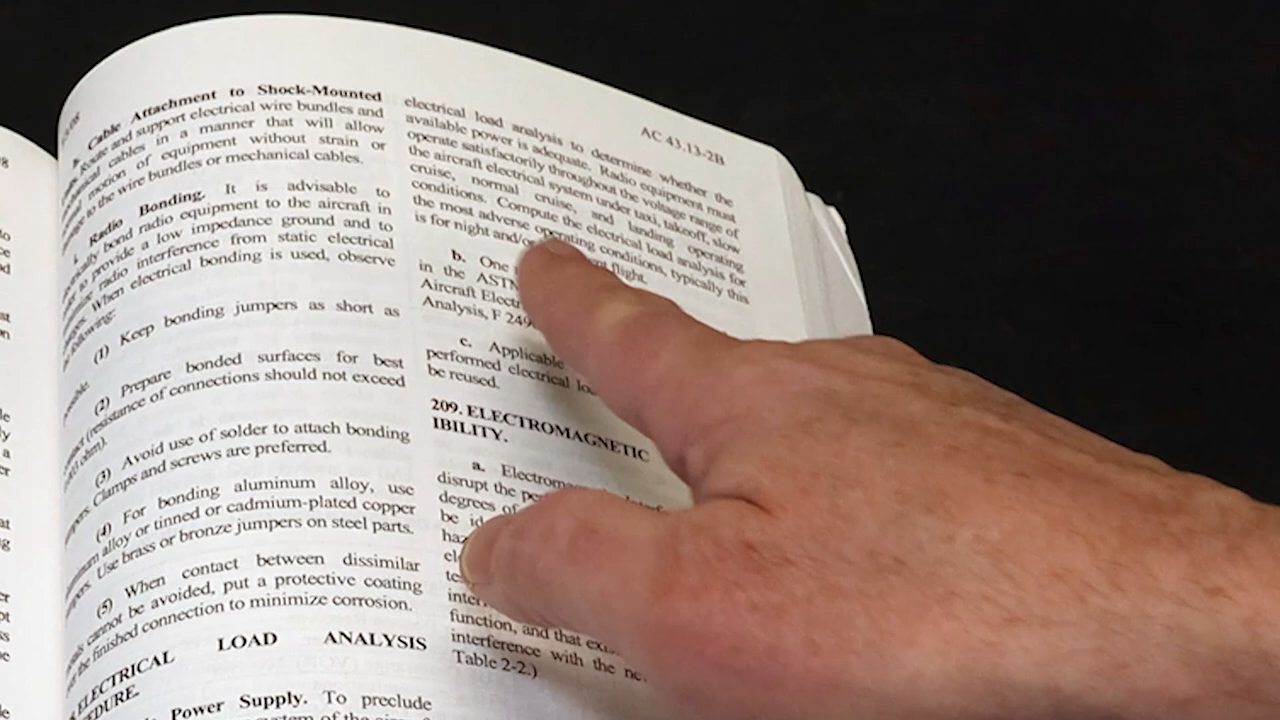 Cable Attachment to Shock-Mounted
Route and support electrical wire bundles and
cables in a manner that will allow
motion of equipment without strain or
to the wire bundles or mechanical cables.
Radio Bonding. It is advisable to
bond radio equipment to the aircraft in
to provide a low impedance ground and to
radio interference from static electrical
When electrical bonding is used, observe
following:
(1) Keep bonding jumpers as short as
(2) Prepare bonded surfaces for best
(resistance of connections should not exceed
ohm).
(3) Avoid use of solder to attach bonding
Clamps and screws are preferred.
(4) For bonding aluminum alloy, use
alloy or tinned or cadmium-plated copper
Use brass or bronze jumpers on steel parts.
(5) When contact between dissimilar
cannot be avoided, put a protective coating
the finished connection to minimize corrosion.
ELECTRICAL LOAD ANALYSIS
Power Supply. To preclude
system of the
AC 43.13-2B
electrical load analysis to determine whether the
available power is adequate. Radio equipment must
operate satisfactorily throughout the voltage range of
the aircraft electrical system under taxi, takeoff, slow
cruise, normal cruise, and landing operating
conditions. Compute the electrical load analysis for
the most adverse operating conditions, typically this
is for night and/or flight.
b. One
in the ASTM
Aircraft
Analysis, F
c. Applicable
performed electrical
be reused.
209. ELECTROMAGNETIC
IBILITY.
a.
disrupt the
degrees of
be
function, and that
interference with the
Table 2-2.)